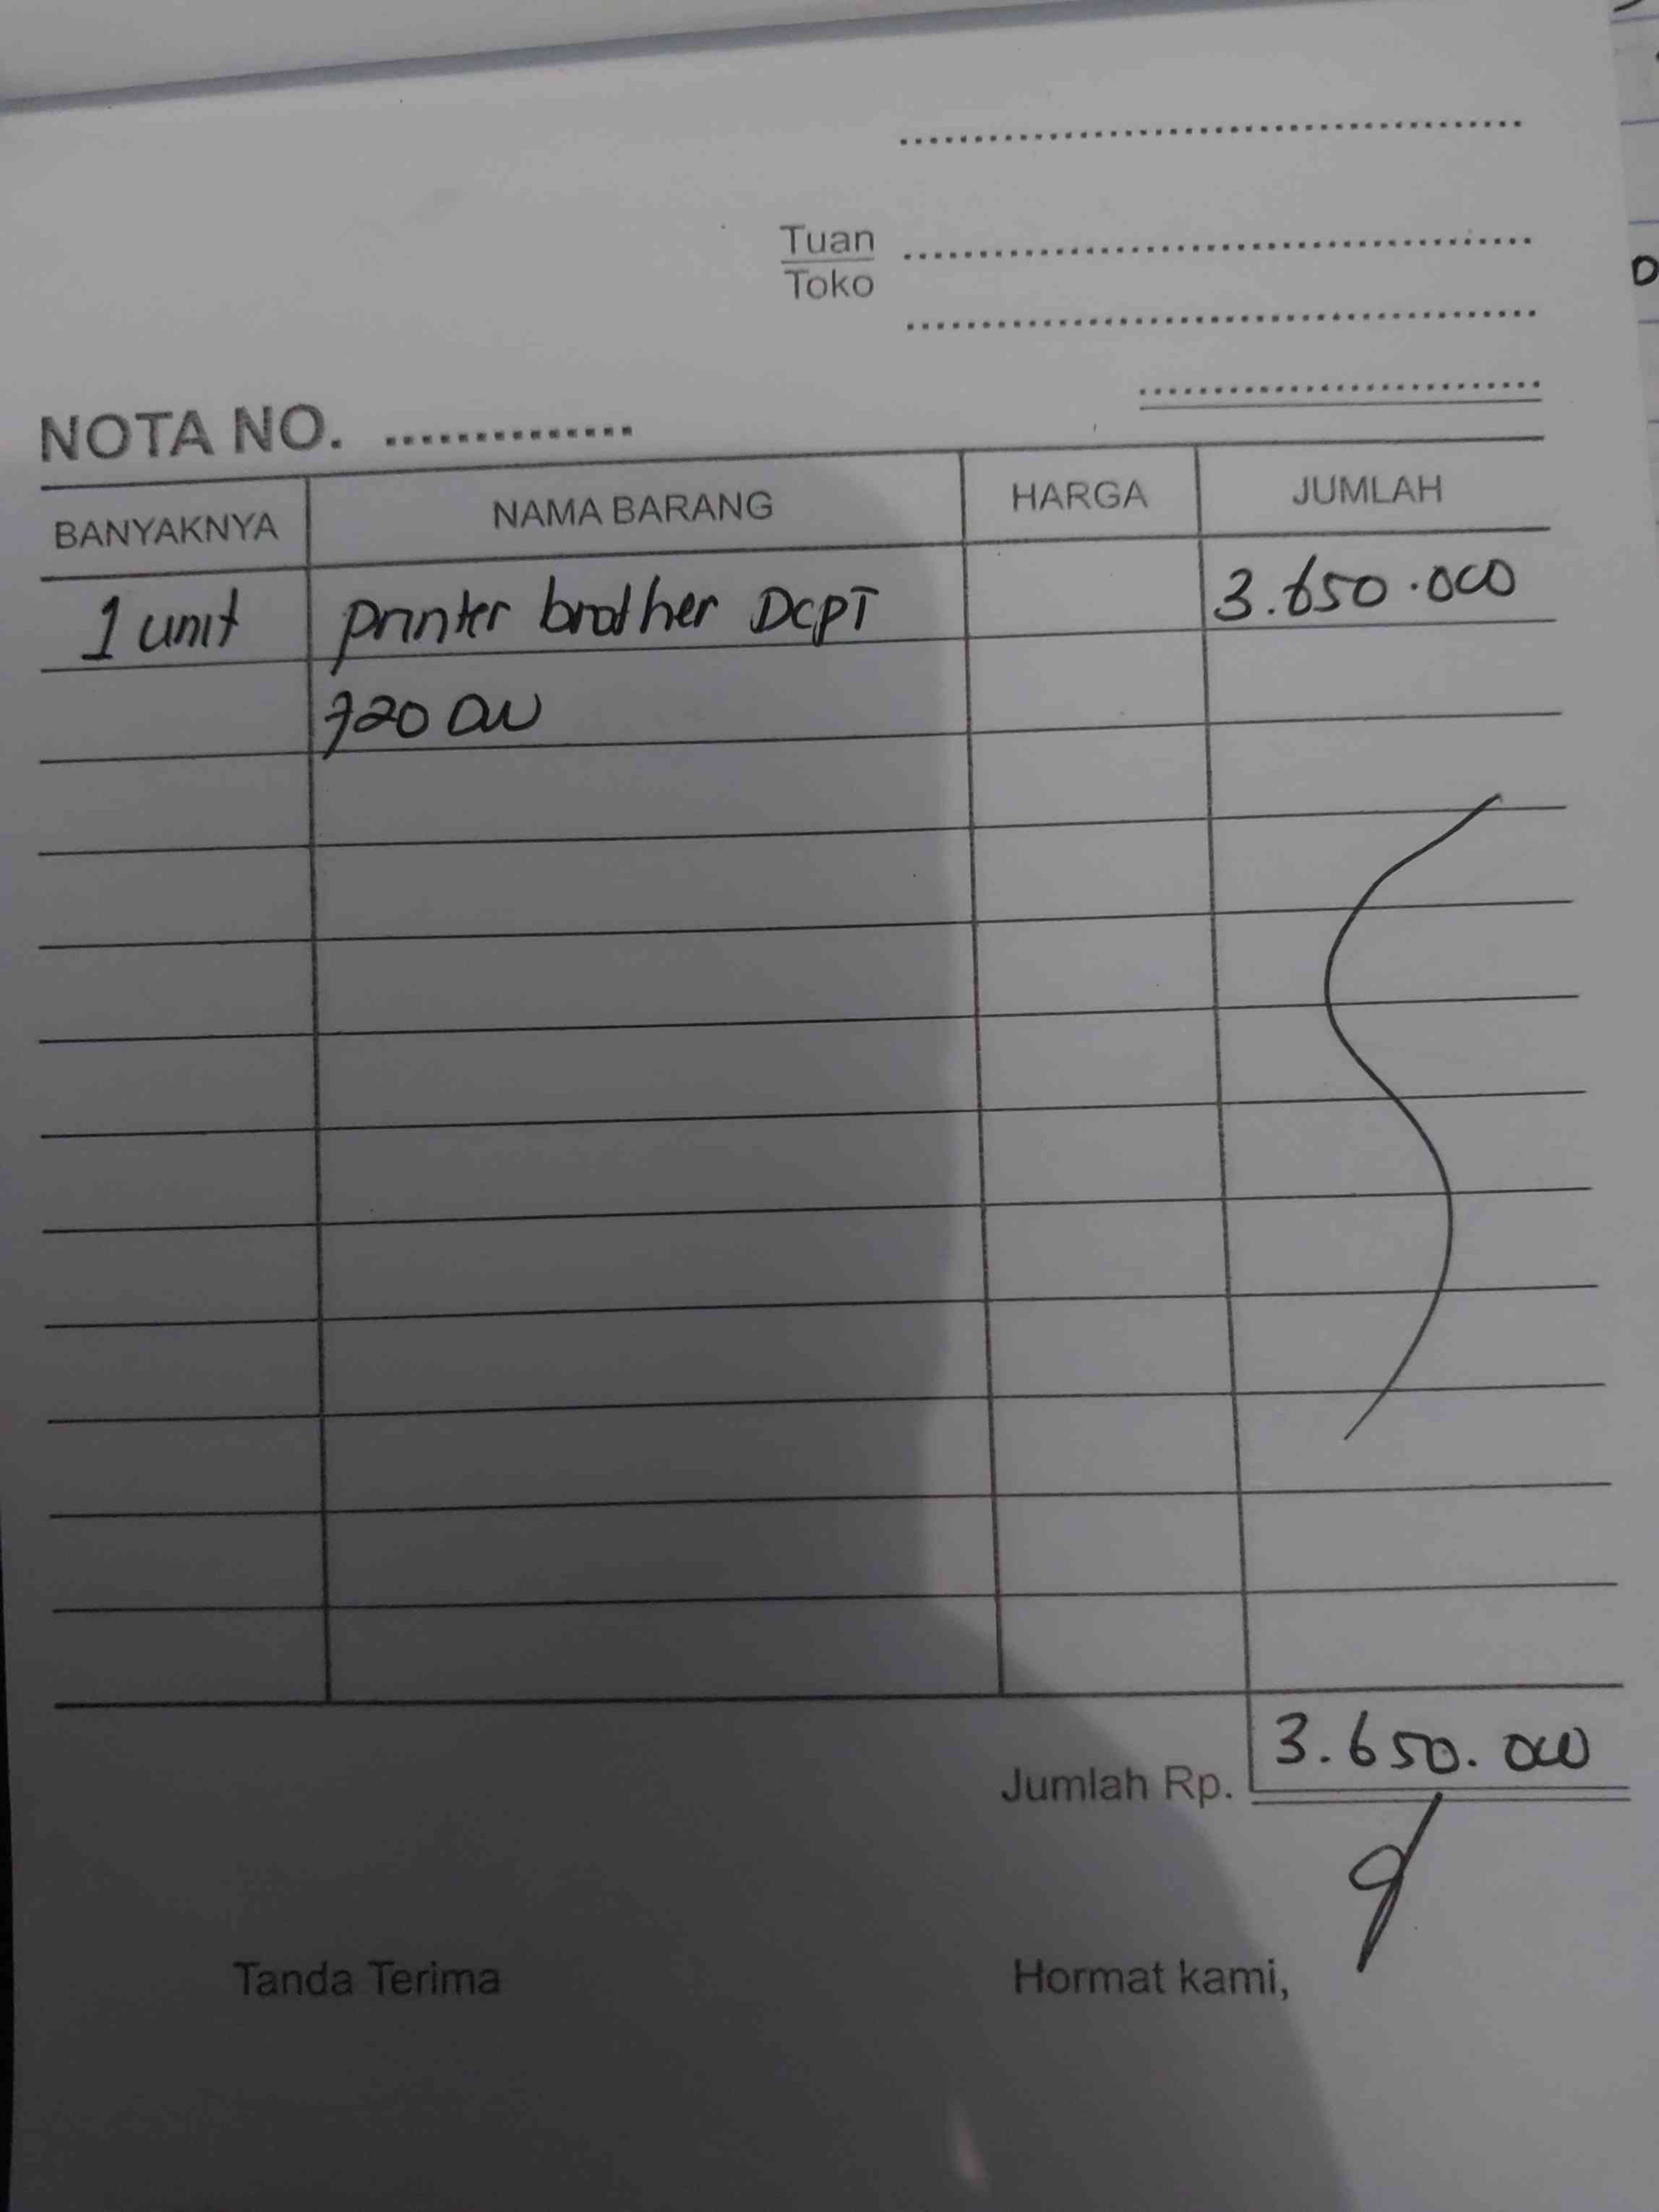 Tuan
Toko
NOTA NO.
BANYAKNYA NAMA BARANG HARGA JUMLAH
1 unit printer brother DCPT 3.650.000
720 DW
Jumlah Rp. 3.650.000
Tanda Terima Hormat kami,